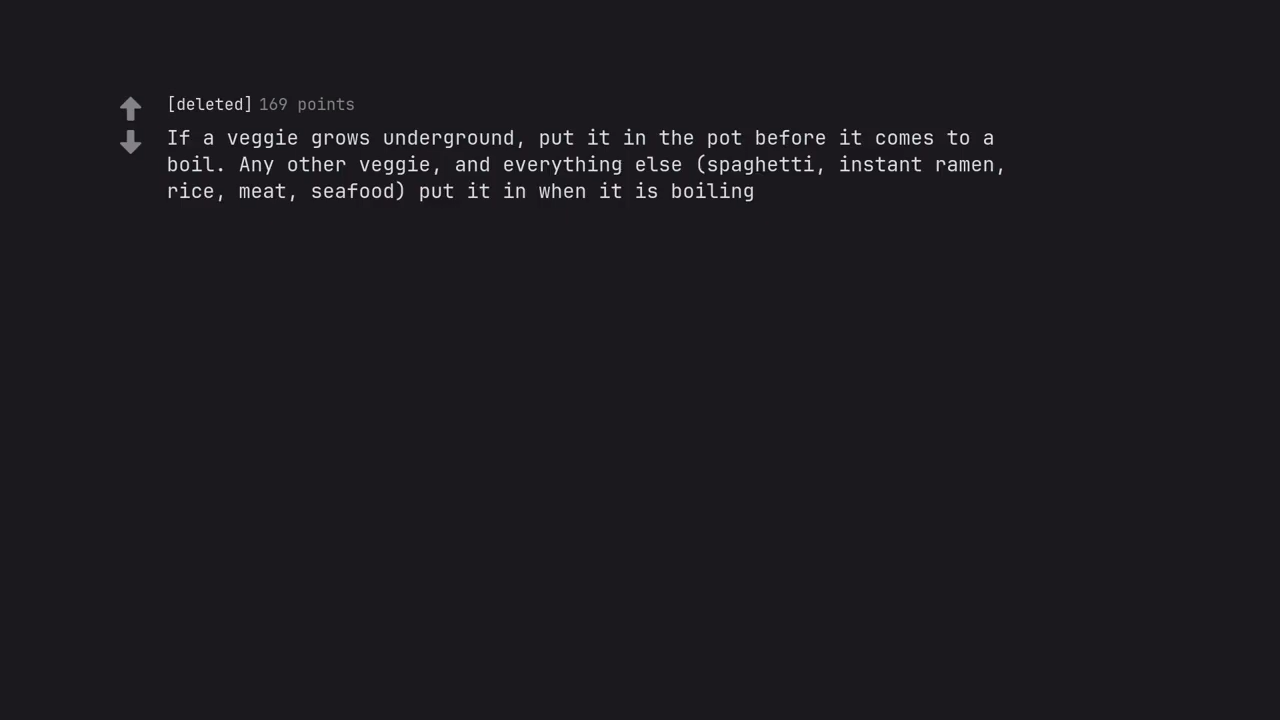 [deleted] 169 points
If a veggie grows underground, put it in the pot before it comes to a
boil. Any other veggie, and everything else (spaghetti, instant ramen,
rice, meat, seafood) put it in when it is boiling